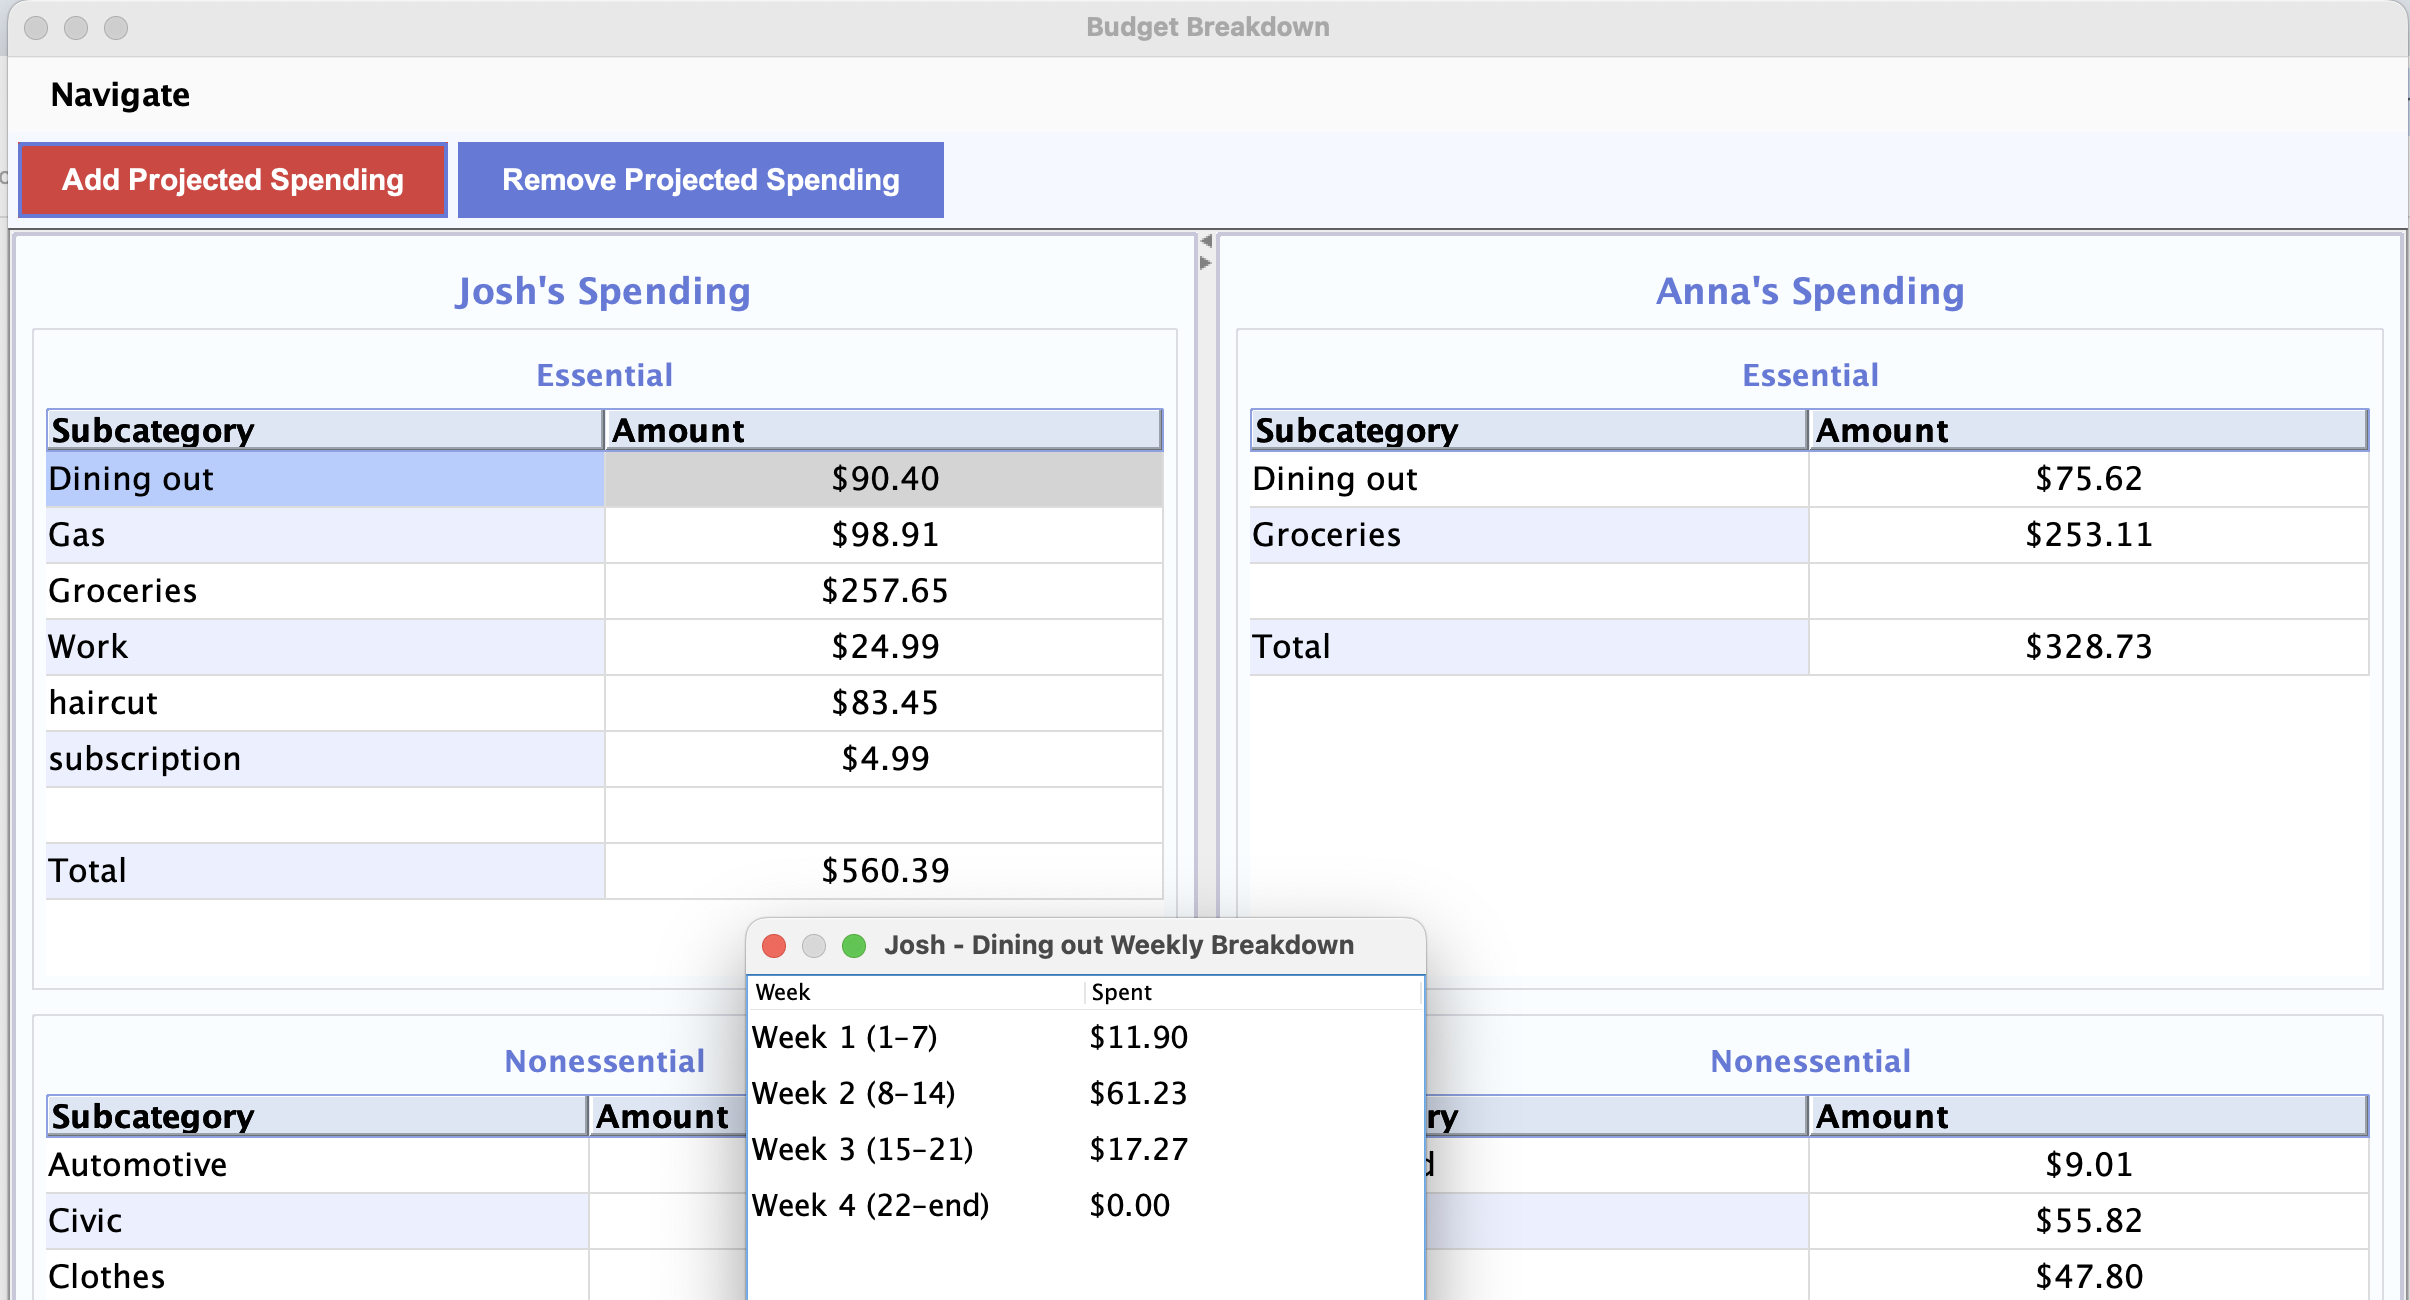 Budget Breakdown
Navigate
Add Projected Spending Remove Projected Spending
Josh's Spending
Essential
Subcategory Amount
Dining out $90.40
Gas $98.91
Groceries $257.65
Work $24.99
haircut $83.45
subscription $4.99
Total $560.39
Anna's Spending
Essential
Subcategory Amount
Dining out $75.62
Groceries $253.11
Total $328.73
Nonessential
Subcategory Amount
Automotive
Civic
Clothes
Josh - Dining out Weekly Breakdown
Week Spent
Week 1 (1-7) $11.90
Week 2 (8-14) $61.23
Week 3 (15-21) $17.27
Week 4 (22-end) $0.00
Nonessential
ry Amount
$9.01
$55.82
$47.80